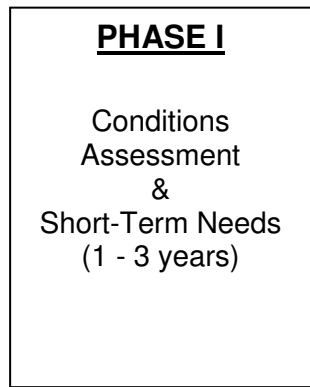 PHASE I
Conditions
Assessment
&
Short-Term Needs
(1 - 3 years)